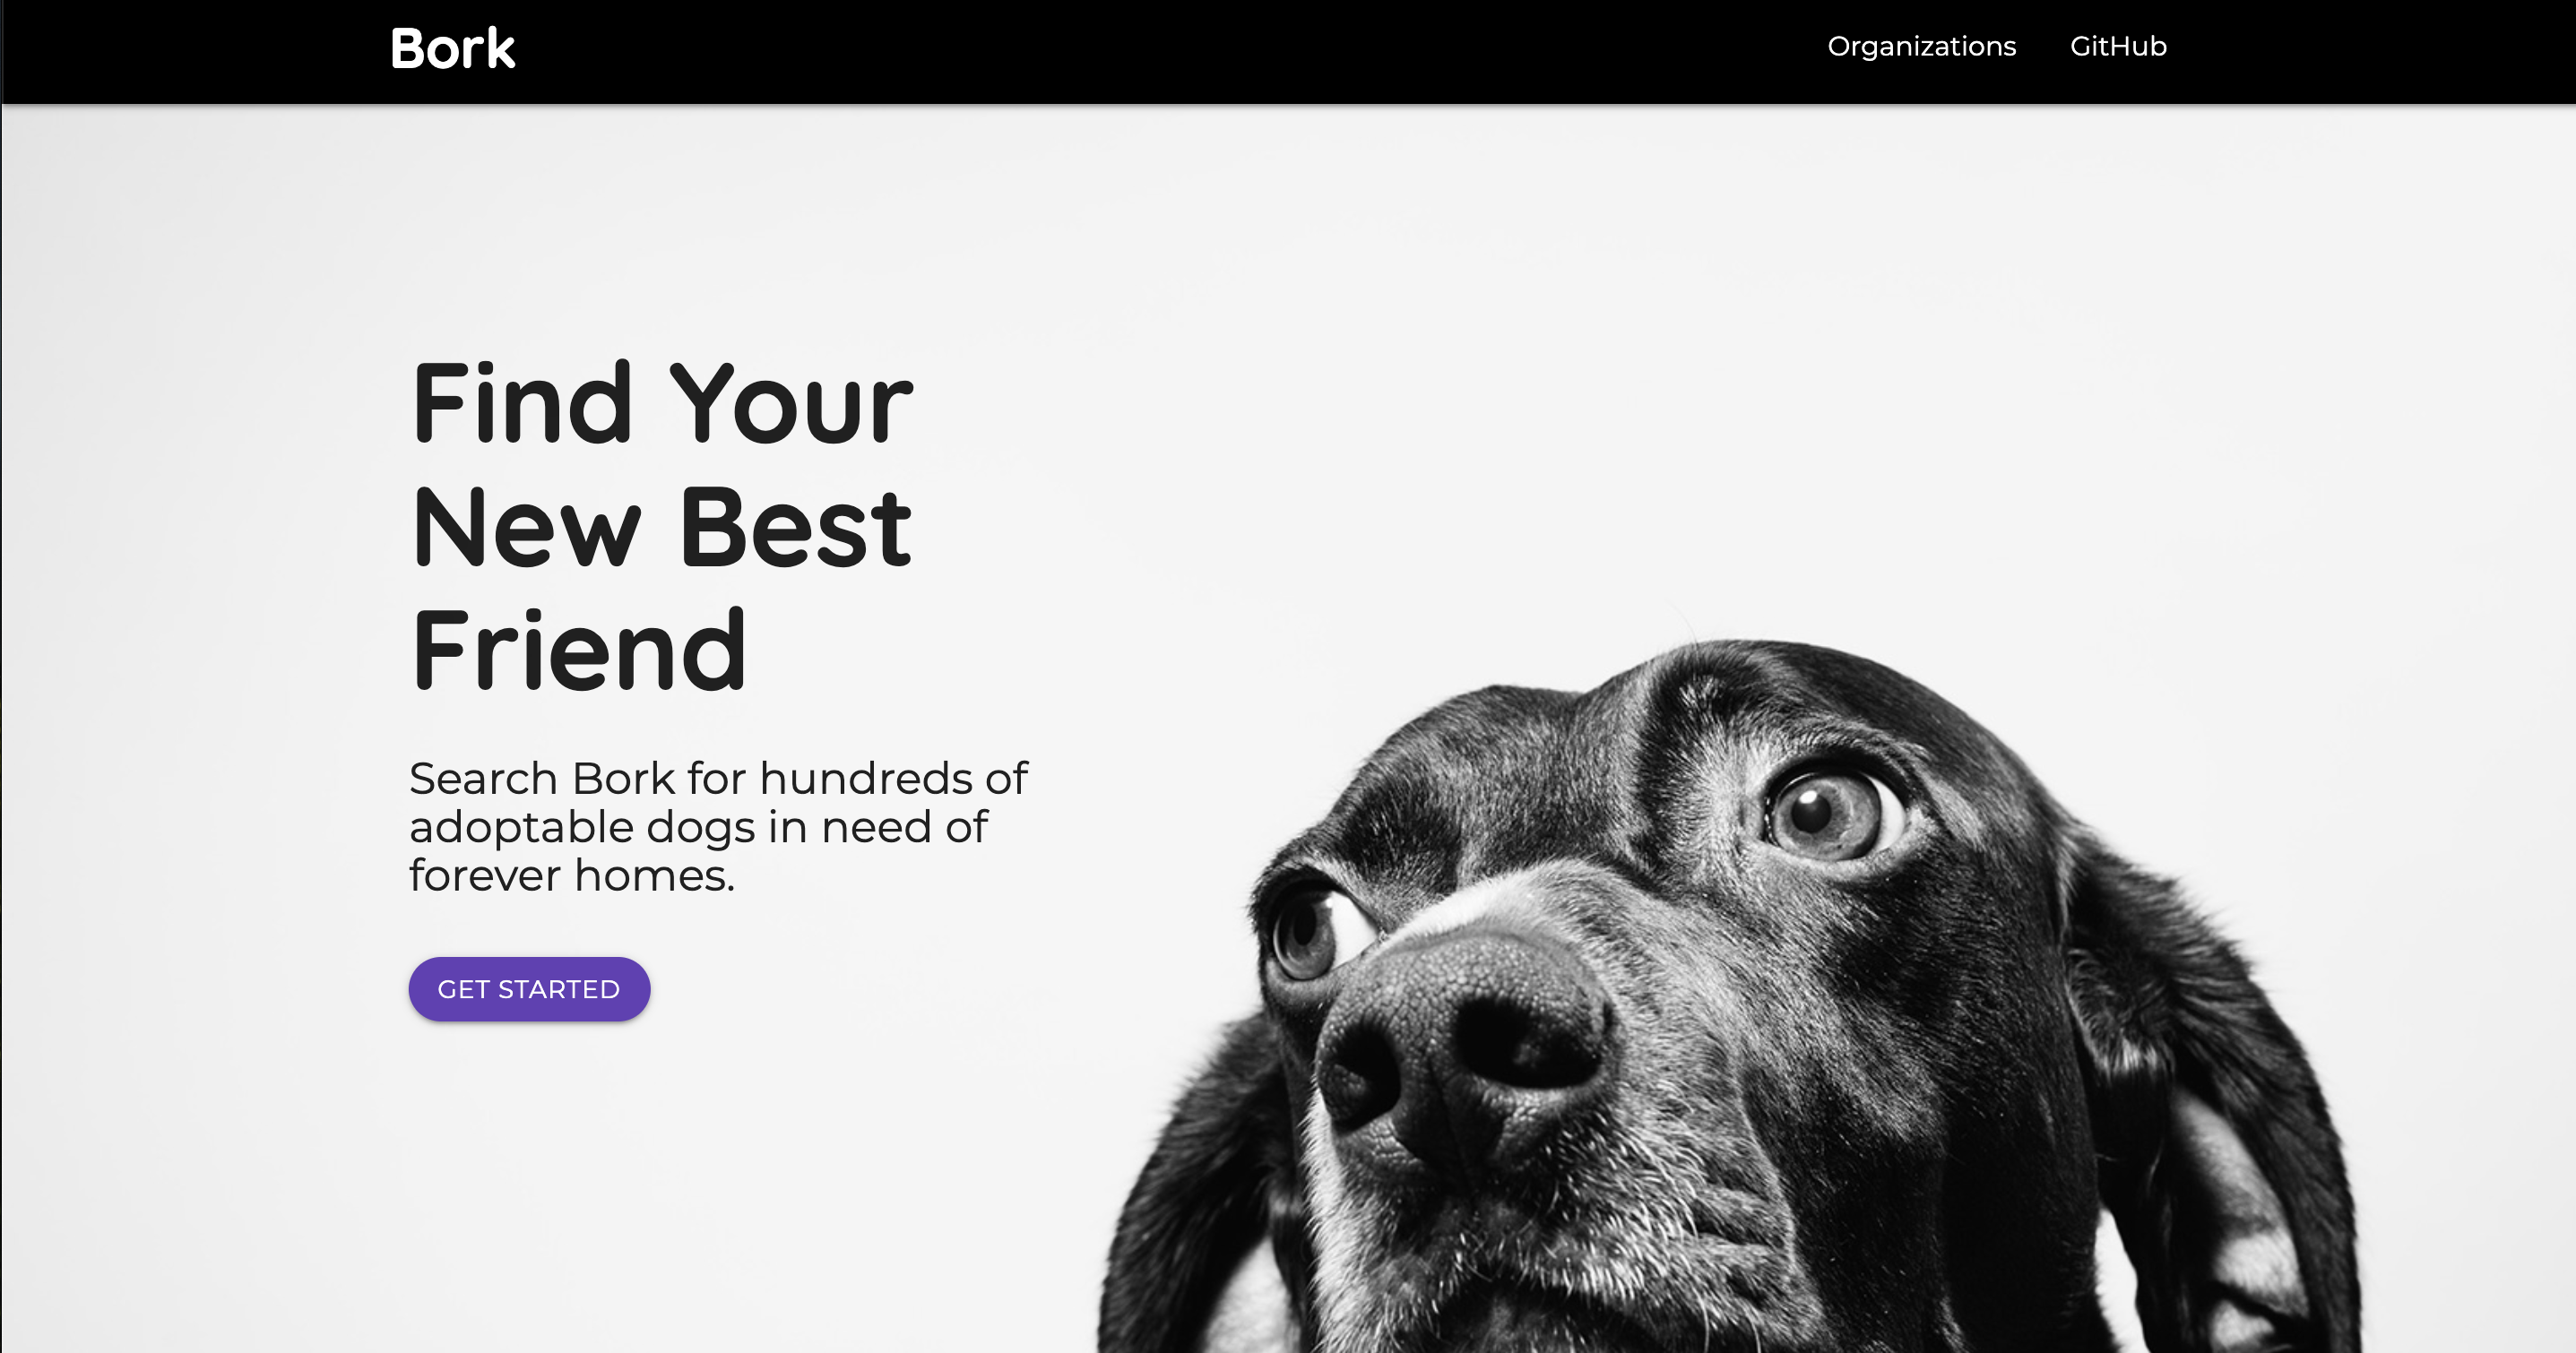 Bork
Organizations
GitHub
Find Your
New Best
Friend
Search Bork for hundreds of
adoptable dogs in need of
forever homes.
GET STARTED